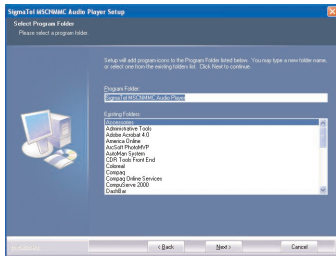 SigmaTel MSCNMMC Audio Player Setup
Select Program Folder
Please select a program folder.
Setup will add program icons to the Program Folder listed below. You may type a new folder name,
or select one from the existing folders list. Click Next to continue.
Program Folder:
SigmaTel MSCNMMC Audio Player
Existing Folders:
Accessories
Administrative Tools
Adobe Acrobat 4.0
America Online
ArcSoft PhotoMVP
AutoMan System
CDR Tools Front End
Coloreal
Compaq
Compaq Online Services
CompuServe 2000
DashBar
< Back
Next >
Cancel